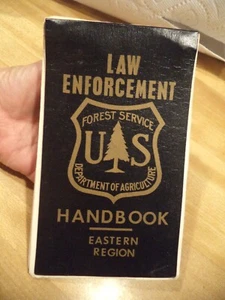 LAW
ENFORCEMENT
FOREST SERVICE
U S
DEPARTMENT OF AGRICULTURE
HANDBOOK
EASTERN
REGION